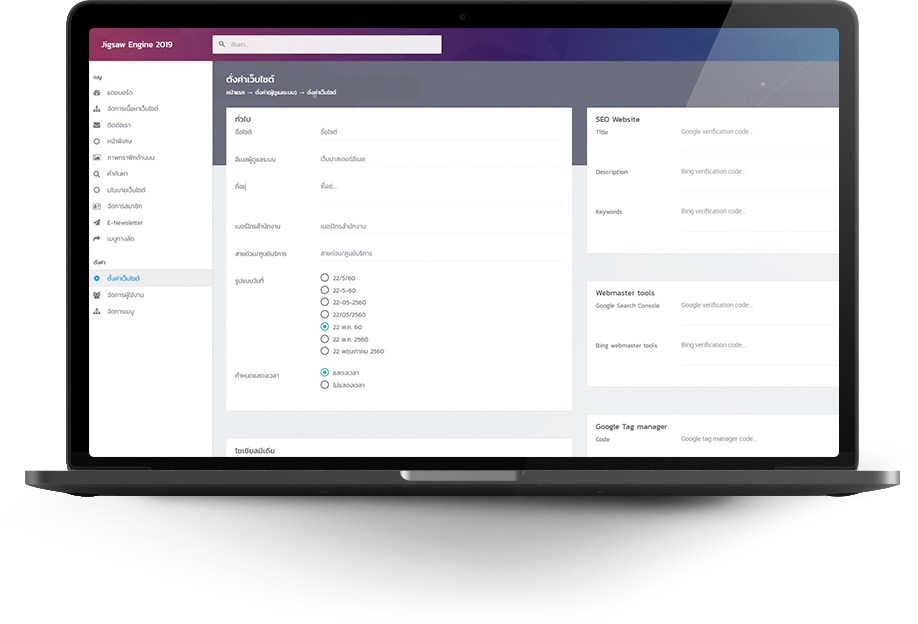 Jigsaw Engine 2019
ค้นหา...
เมนู
แดชบอร์ด
จัดการเนื้อหาเว็บไซต์
ติดต่อเรา
หน้าพิเศษ
ภาพกราฟิกด้านบน
คำค้นหา
นโยบายเว็บไซต์
จัดการสมาชิก
E-Newsletter
เมนูทางลัด
ตั้งค่า
ตั้งค่าเว็บไซต์
จัดการผู้ใช้งาน
จัดการเมนู
ตั้งค่าเว็บไซต์
หน้าแรก → ตั้งค่า(ผู้ดูแลระบบ) → ตั้งค่าเว็บไซต์
ทั่วไป
ชื่อไซต์ ชื่อไซต์
อีเมลผู้ดูแลระบบ เว็บมาสเตอร์อีเมล
ที่อยู่ ที่อยู่...
เบอร์โทรสำนักงาน เบอร์โทรสำนักงาน
สายด่วน/ศูนย์บริการ สายด่วน/ศูนย์บริการ
รูปแบบวันที่ 22/5/60
22-5-60
22-05-2560
22/05/2560
22 พ.ค. 60
22 พ.ค. 2560
22 พฤษภาคม 2560
กำหนดแสดงเวลา แสดงเวลา
ไม่แสดงเวลา
โซเชียลมีเดีย
SEO Website
Title Google verification code...
Description Bing verification code...
Keywords Bing verification code...
Webmaster tools
Google Search Console Google verification code...
Bing webmaster tools Bing verification code...
Google Tag manager
Code Google tag manager code...